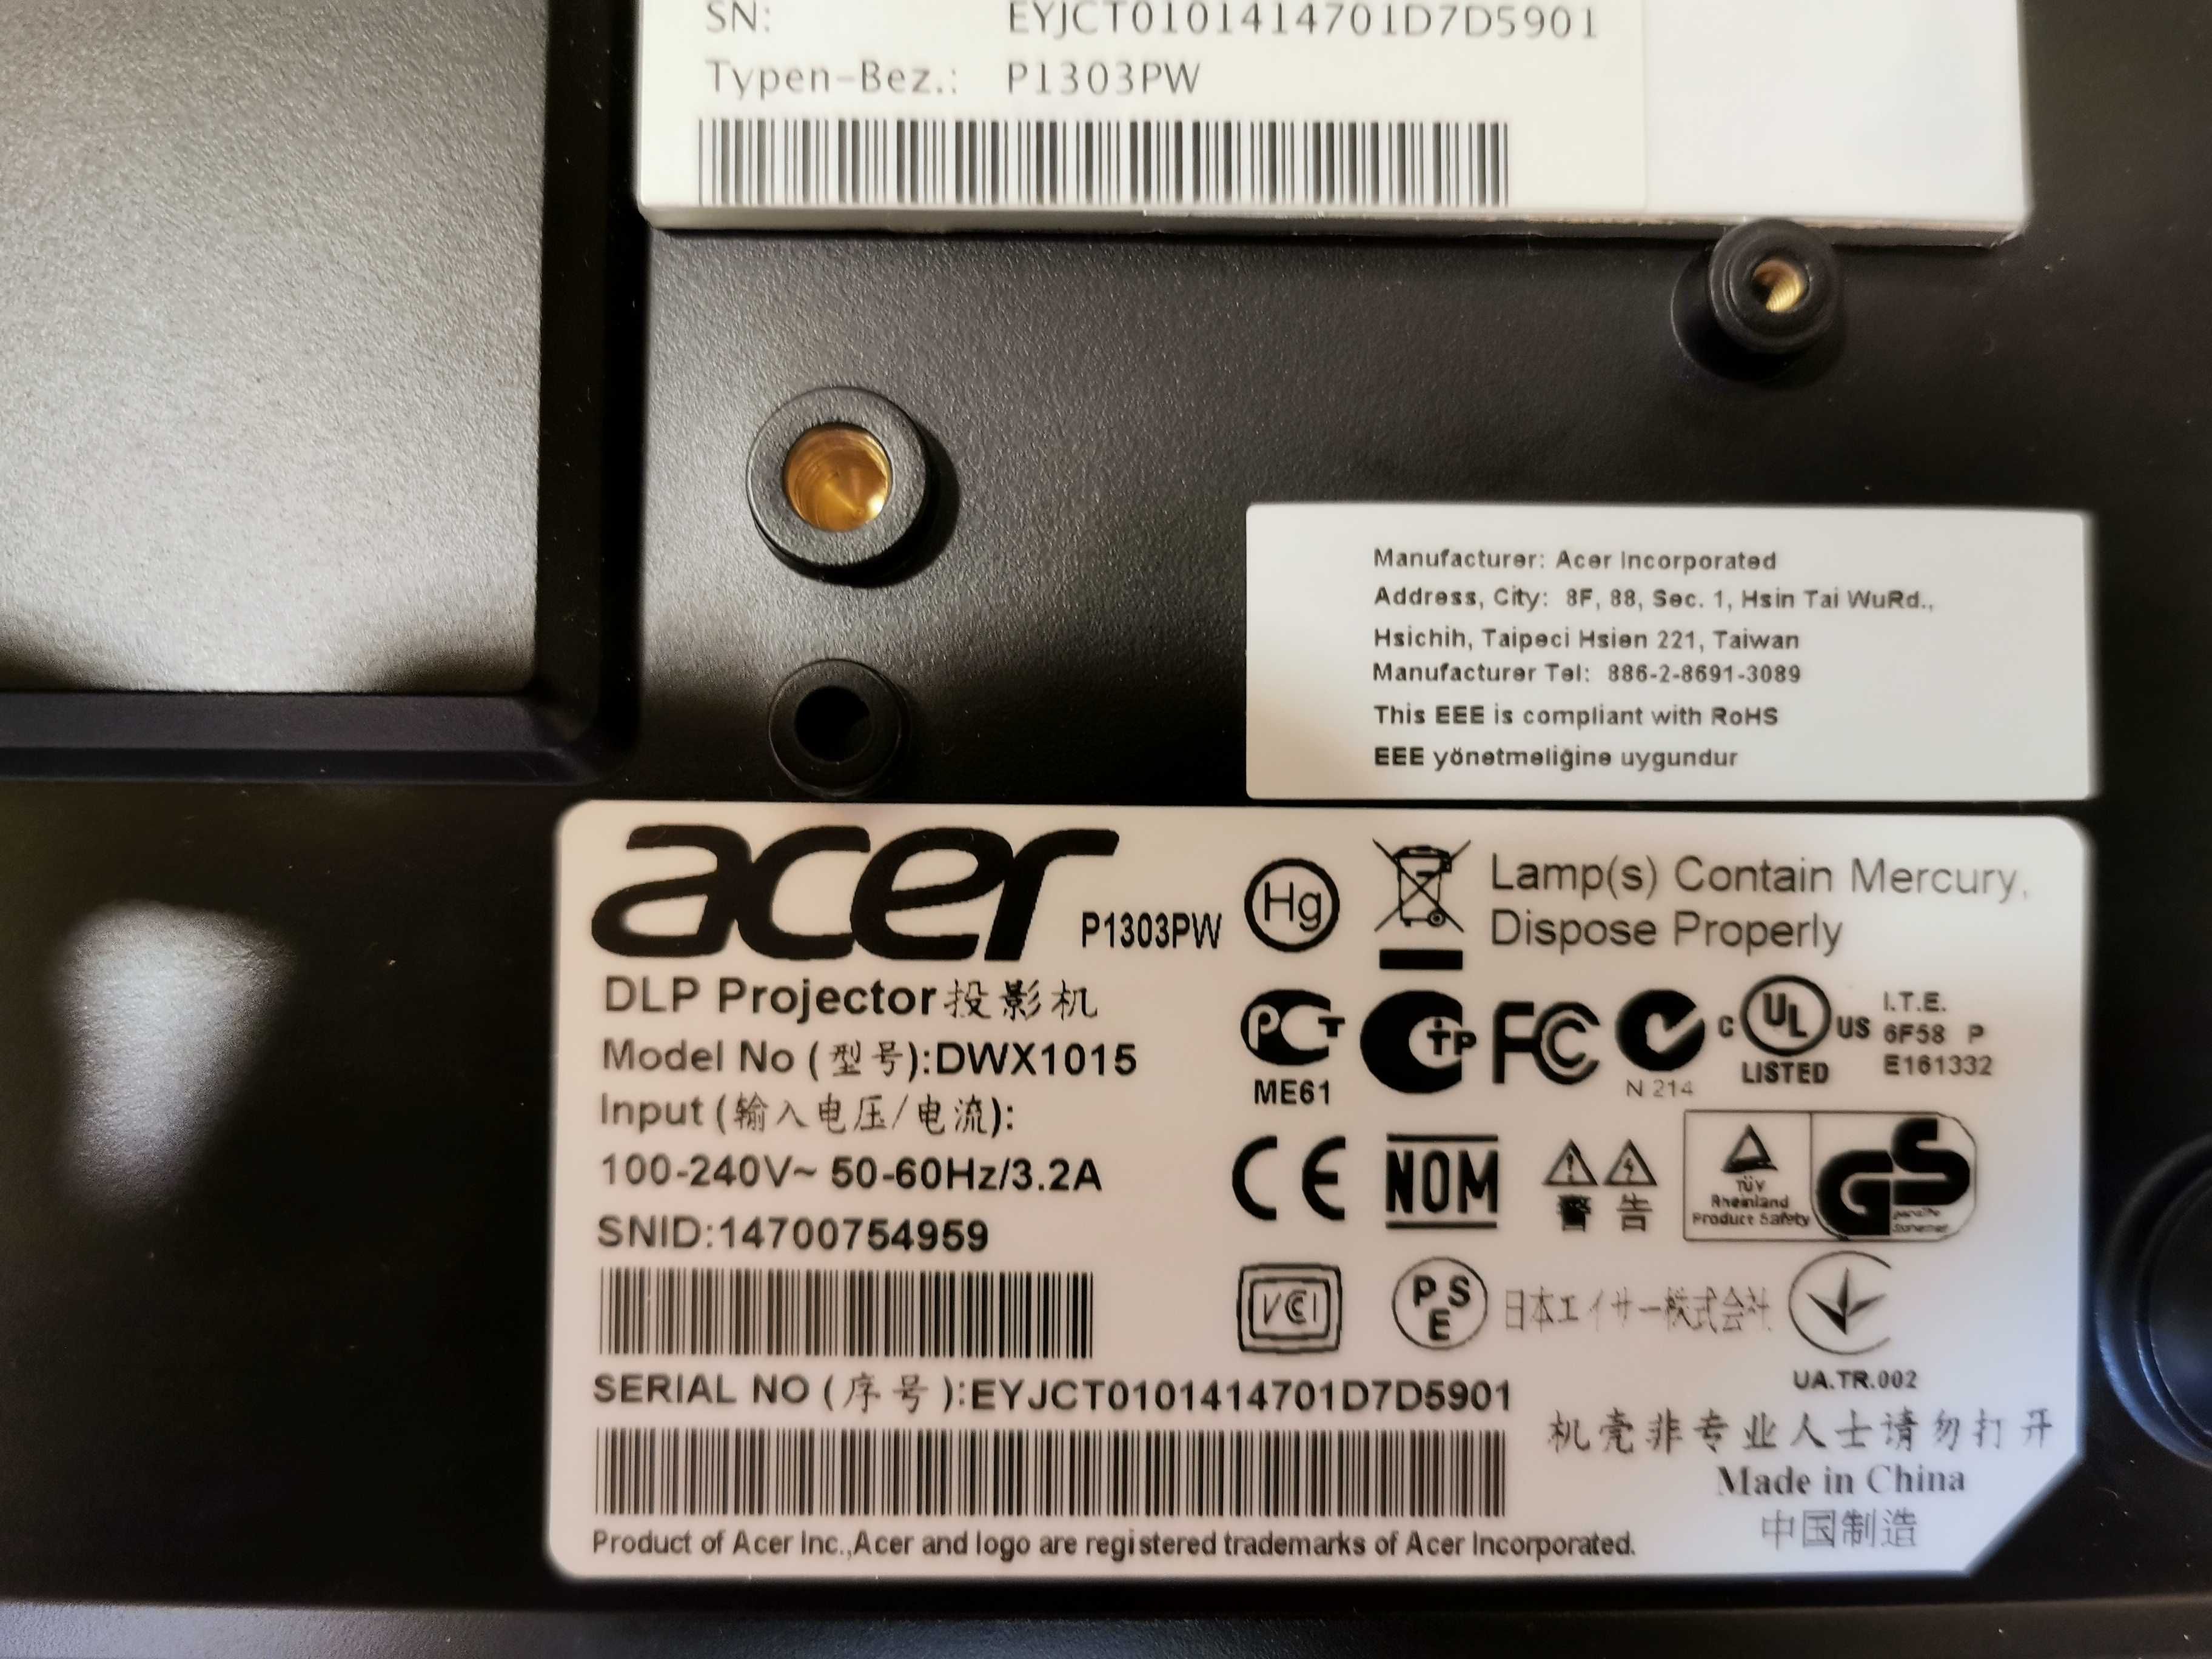 SN: EYJCT0101414701D7D5901
Typen-Bez.: P1303PW
Manufacturer: Acer Incorporated
Address, City: 8F, 88, Sec. 1, Hsin Tai WuRd.,
Hsichih, Taipeci Hsien 221, Taiwan
Manufacturer Tel: 886-2-8691-3089
This EEE is compliant with RoHS
EEE yönetmeliğine uygundur
acer P1303PW
Hg
Lamp(s) Contain Mercury,
Dispose Properly
DLP Projector投影机
Model No (型号):DWX1015
Input (输入电压/电流):
100-240V~ 50-60Hz/3.2A
SNID:14700754959
SERIAL NO (序号):EYJCT0101414701D7D5901
Product of Acer Inc.,Acer and logo are registered trademarks of Acer Incorporated.
PCT
ME61
TP
FC
N 214
C UL US
LISTED
I.T.E.
6F58 P
E161332
CE
NOM
警告
TÜV
Rheinland
Product Safety
GS
VCI
PSE
日本エイサー株式会社
UA.TR.002
机壳非专业人士请勿打开
Made in China
中国制造